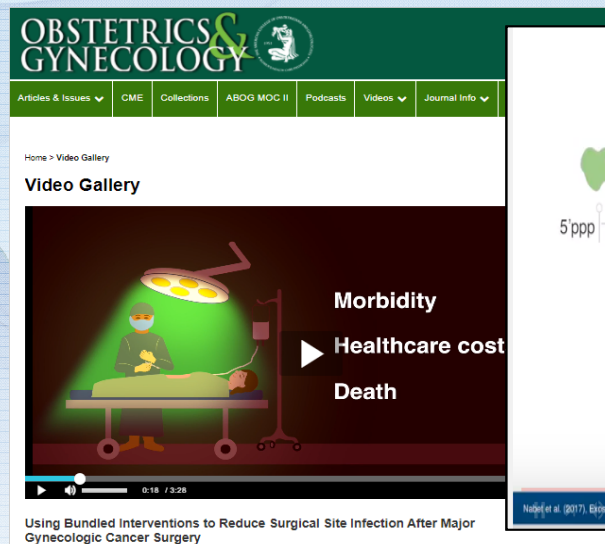 OBSTETRICS&
GYNECOLOGY
Articles & Issues CME Collections ABOG MOC II Podcasts Videos Journal Info
Home > Video Gallery
Video Gallery
Morbidity
Healthcare cost
Death
0:18 / 3:28
Using Bundled Interventions to Reduce Surgical Site Infection After Major
Gynecologic Cancer Surgery
5'ppp
Nabet et al. (2017). Exos